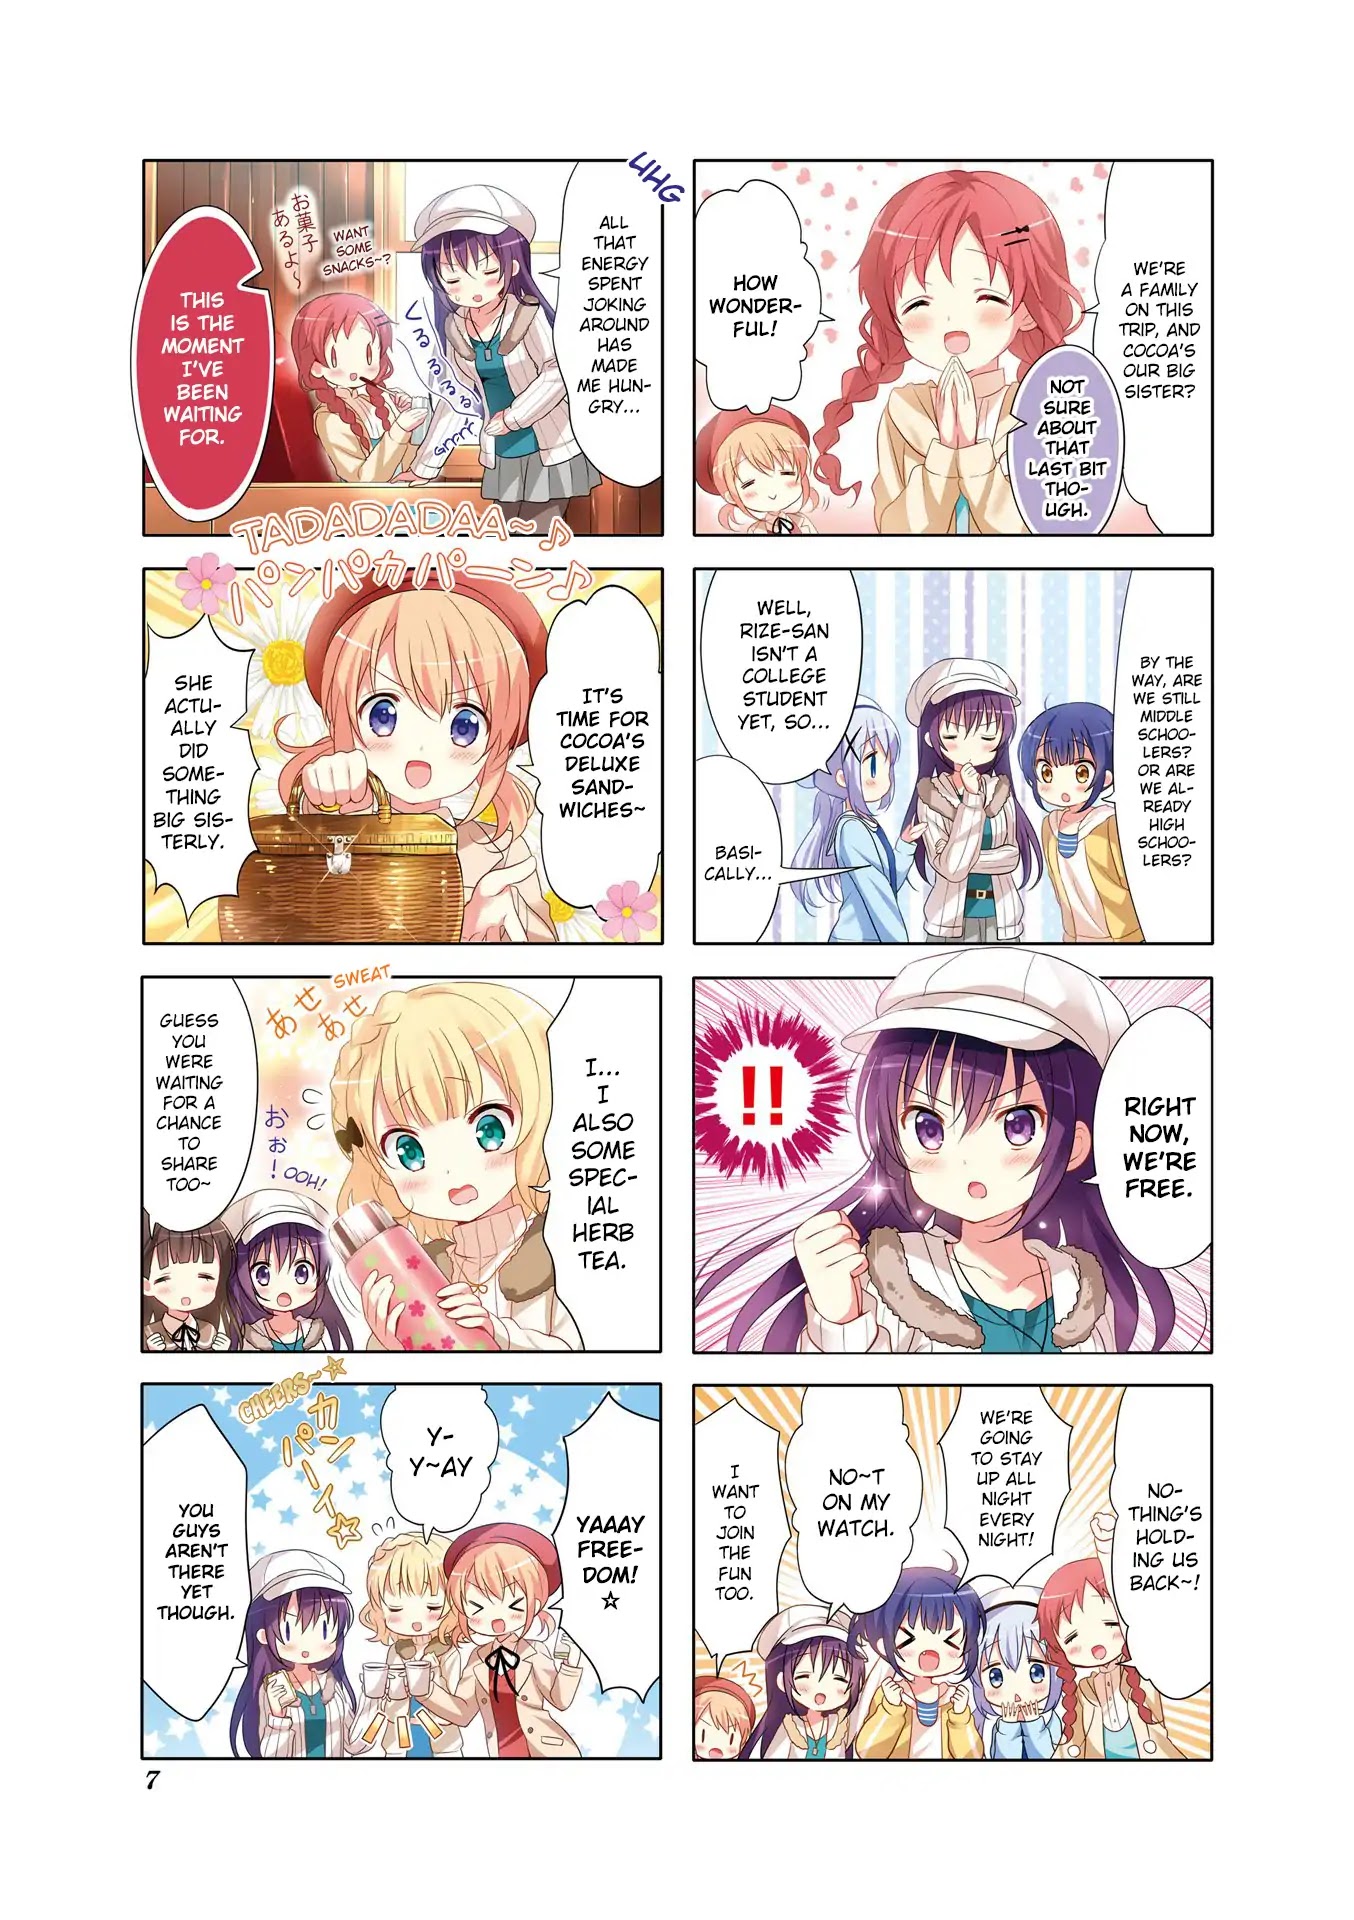 WE'RE
A FAMILY
ON THIS
TRIP, AND
COCOA'S
OUR BIG
SISTER?
NOT
SURE
ABOUT
THAT
LAST BIT
THO-
UGH.
HOW
WONDER-
FUL!
BY THE
WAY, ARE
WE STILL
MIDDLE
SCHOO-
LERS?
OR ARE
WE AL-
READY
HIGH
SCHOO-
LERS?
WELL,
RIZE-SAN
ISN'T A
COLLEGE
STUDENT
YET, SO...
BASI-
CALLY...
RIGHT
NOW,
WE'RE
FREE.
!!
NO-
THING'S
HOLD-
ING US
BACK~!
WE'RE
GOING
TO STAY
UP ALL
NIGHT
EVERY
NIGHT!
NO~T
ON MY
WATCH.
I
WANT
TO
JOIN
THE
FUN
TOO.
UHG
ALL
THAT
ENERGY
SPENT
JOKING
AROUND
HAS
MADE
ME HUN-
GRY...
くるるるる
GRRRR
WANT
SOME
SNACKS~?
お菓子
あるよ～
THIS
IS THE
MOMENT
I'VE
BEEN
WAITING
FOR.
TADADADAA~♪
パンパカパーン♪
IT'S
TIME FOR
COCOA'S
DELUXE
SAND-
WICHES~
SHE
ACTU-
ALLY
DID
SOME-
THING
BIG SIS-
TERLY.
SWEAT
あせ
あせ
I...
I
ALSO
SOME
SPEC-
IAL
HERB
TEA.
おぉ！
OOH!
GUESS
YOU
WERE
WAITING
FOR A
CHANCE
TO
SHARE
TOO~
YAAAY
FREE-
DOM!
☆
Y-
Y~AY
CHEERS~☆
カンパーイ☆
YOU
GUYS
AREN'T
THERE
YET
THOUGH.
7